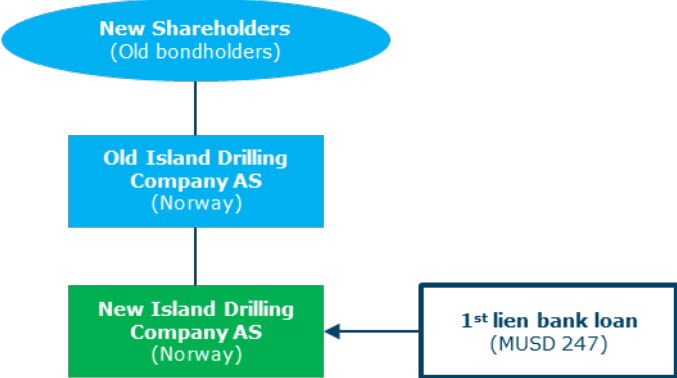 New Shareholders
(Old bondholders)
Old Island Drilling
Company AS
(Norway)
New Island Drilling
Company AS
(Norway)
1st lien bank loan
(MUSD 247)